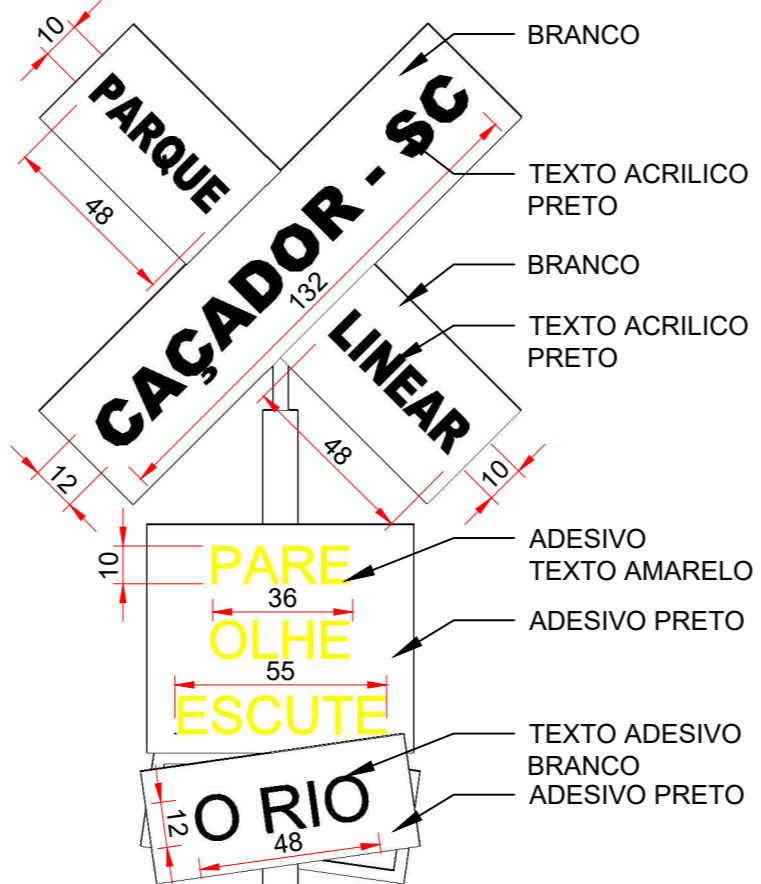 10
PARQUE
48
CAÇADOR - SC
132
12
LINEAR
48
10
BRANCO
TEXTO ACRILICO
PRETO
BRANCO
TEXTO ACRILICO
PRETO
10
PARE
36
OLHE
55
ESCUTE
ADESIVO
TEXTO AMARELO
ADESIVO PRETO
12
O RIO
48
TEXTO ADESIVO
BRANCO
ADESIVO PRETO